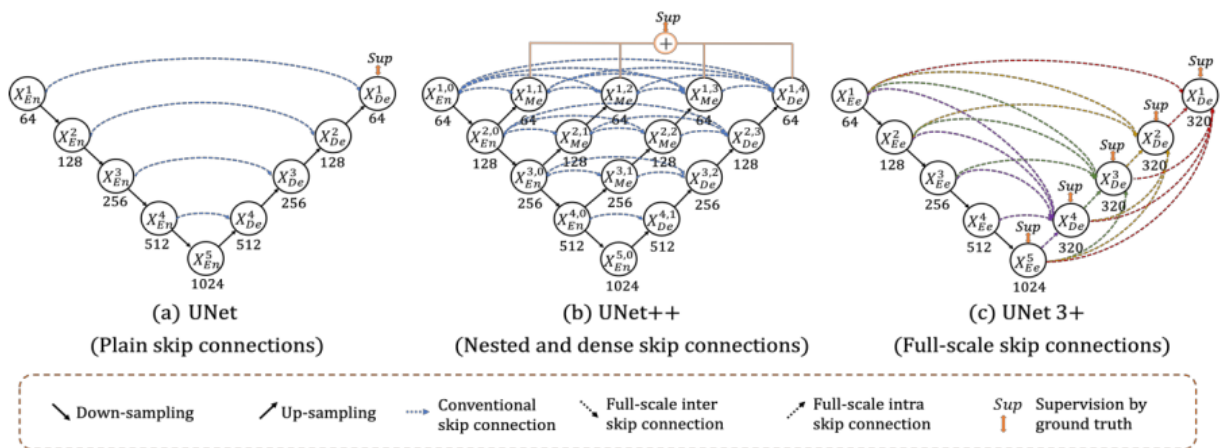 Sup
X^1_En
64
X^2_En
128
X^3_En
256
X^4_En
512
X^5_En
1024
X^4_De
512
X^3_De
256
X^2_De
128
X^1_De
64
(a) UNet
(Plain skip connections)
Sup
+
X^1,0_En
64
X^1,1_Me
64
X^1,2_Me
64
X^1,3_Me
64
X^1,4_De
64
X^2,0_En
128
X^2,1_Me
128
X^2,2_Me
128
X^2,3_De
128
X^3,0_En
256
X^3,1_Me
256
X^3,2_De
256
X^4,0_En
512
X^4,1_De
512
X^5,0_En
1024
(b) UNet++
(Nested and dense skip connections)
X^1_Ee
64
X^2_Ee
128
X^3_Ee
256
X^4_Ee
512
Sup
X^5_Ee
1024
Sup
X^4_De
320
Sup
X^3_De
320
Sup
X^2_De
320
Sup
X^1_De
320
(c) UNet 3+
(Full-scale skip connections)
Down-sampling
Up-sampling
Conventional
skip connection
Full-scale inter
skip connection
Full-scale intra
skip connection
Sup
Supervision by
ground truth